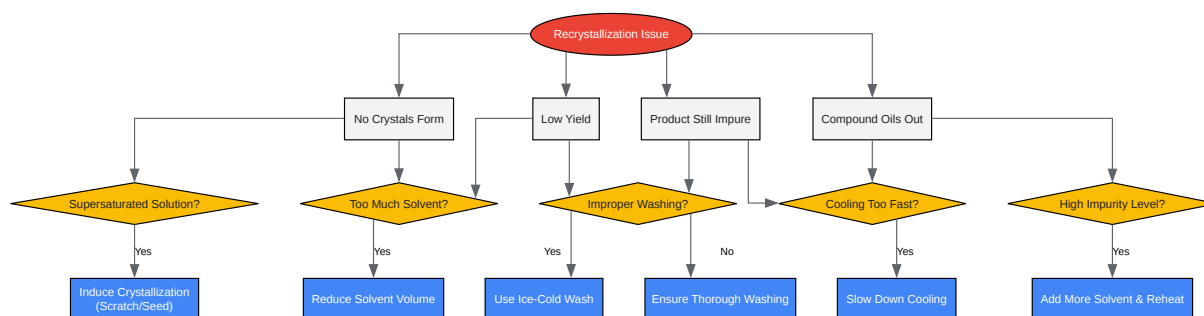 Recrystallization Issue
No Crystals Form
Low Yield
Product Still Impure
Compound Oils Out
Supersaturated Solution?
Too Much Solvent?
Improper Washing?
Cooling Too Fast?
High Impurity Level?
Yes
Yes
Yes
No
Yes
Yes
Induce Crystallization
(Scratch/Seed)
Reduce Solvent Volume
Use Ice-Cold Wash
Ensure Thorough Washing
Slow Down Cooling
Add More Solvent & Reheat